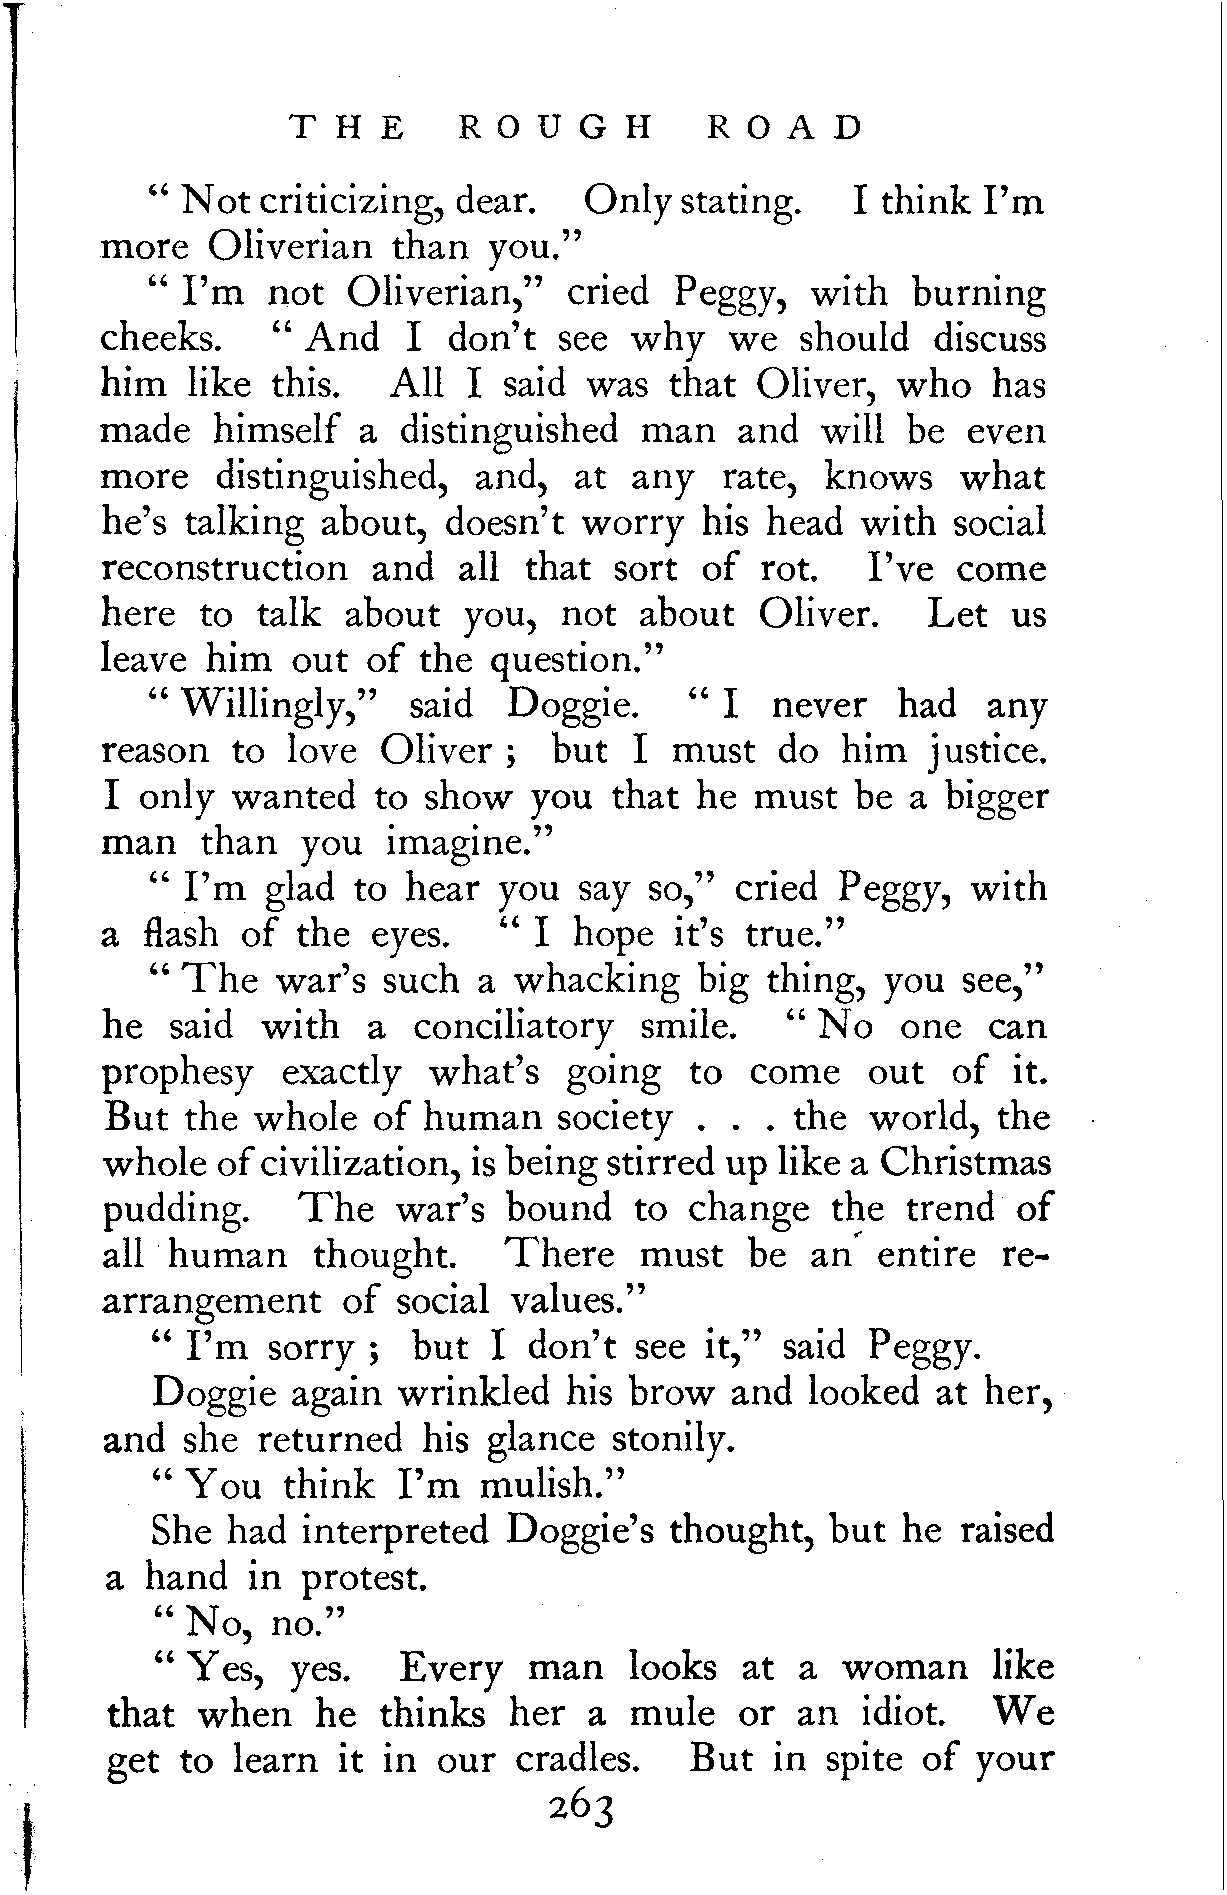 THE ROUGH ROAD
“ Not criticizing, dear. Only stating. I think I’m
more Oliverian than you.”
“ I’m not Oliverian,” cried Peggy, with burning
cheeks. “ And I don’t see why we should discuss
him like this. All I said was that Oliver, who has
made himself a distinguished man and will be even
more distinguished, and, at any rate, knows what
he’s talking about, doesn’t worry his head with social
reconstruction and all that sort of rot. I’ve come
here to talk about you, not about Oliver. Let us
leave him out of the question.”
“ Willingly,” said Doggie. “ I never had any
reason to love Oliver ; but I must do him justice.
I only wanted to show you that he must be a bigger
man than you imagine.”
“ I’m glad to hear you say so,” cried Peggy, with
a flash of the eyes. “ I hope it’s true.”
“ The war’s such a whacking big thing, you see,”
he said with a conciliatory smile. “ No one can
prophesy exactly what’s going to come out of it.
But the whole of human society . . . the world, the
whole of civilization, is being stirred up like a Christmas
pudding. The war’s bound to change the trend of
all human thought. There must be an entire re-
arrangement of social values.”
“ I’m sorry ; but I don’t see it,” said Peggy.
Doggie again wrinkled his brow and looked at her,
and she returned his glance stonily.
“ You think I’m mulish.”
She had interpreted Doggie’s thought, but he raised
a hand in protest.
“ No, no.”
“ Yes, yes. Every man looks at a woman like
that when he thinks her a mule or an idiot. We
get to learn it in our cradles. But in spite of your
263